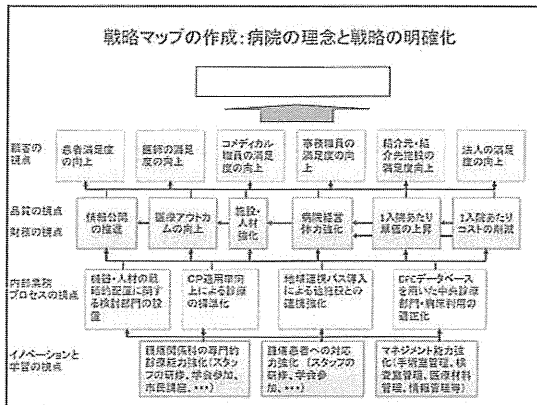 戦略マップの作成:病院の理念と戦略の明確化
顧客の
視点
患者満足度
の向上
医師の満足
度の向上
コメディカル
職員の満足
度の向上
事務職員の
満足度の向
上
紹介元・紹
介先施設の
満足度向上
法人の満足
度の向上
品質の視点
財務の視点
情報公開
の推進
医療アウトカ
ムの向上
施設・
人材
強化
病院経営
体力強化
1入院あたり
単価の上昇
1入院あたり
コストの削減
内部業務
プロセスの視点
機器・人材の戦
略的配置に関す
る検討部門の設
置
CP適用率向
上による診療
の標準化
地域連携パス導入
による他施設との
連携強化
データベース
を用いた中央診療
部門・病床利用の
適正化
イノベーションと
学習の視点
の専門的
診療能力強化(スタッ
フの研修、学会参加、
市民講座、・・・)
患者への対応
力強化(スタッフの
研修、学会参
加、・・・)
マネジメント能力強
化(手術室管理、検
査室管理、医療材料
管理、情報管理等)